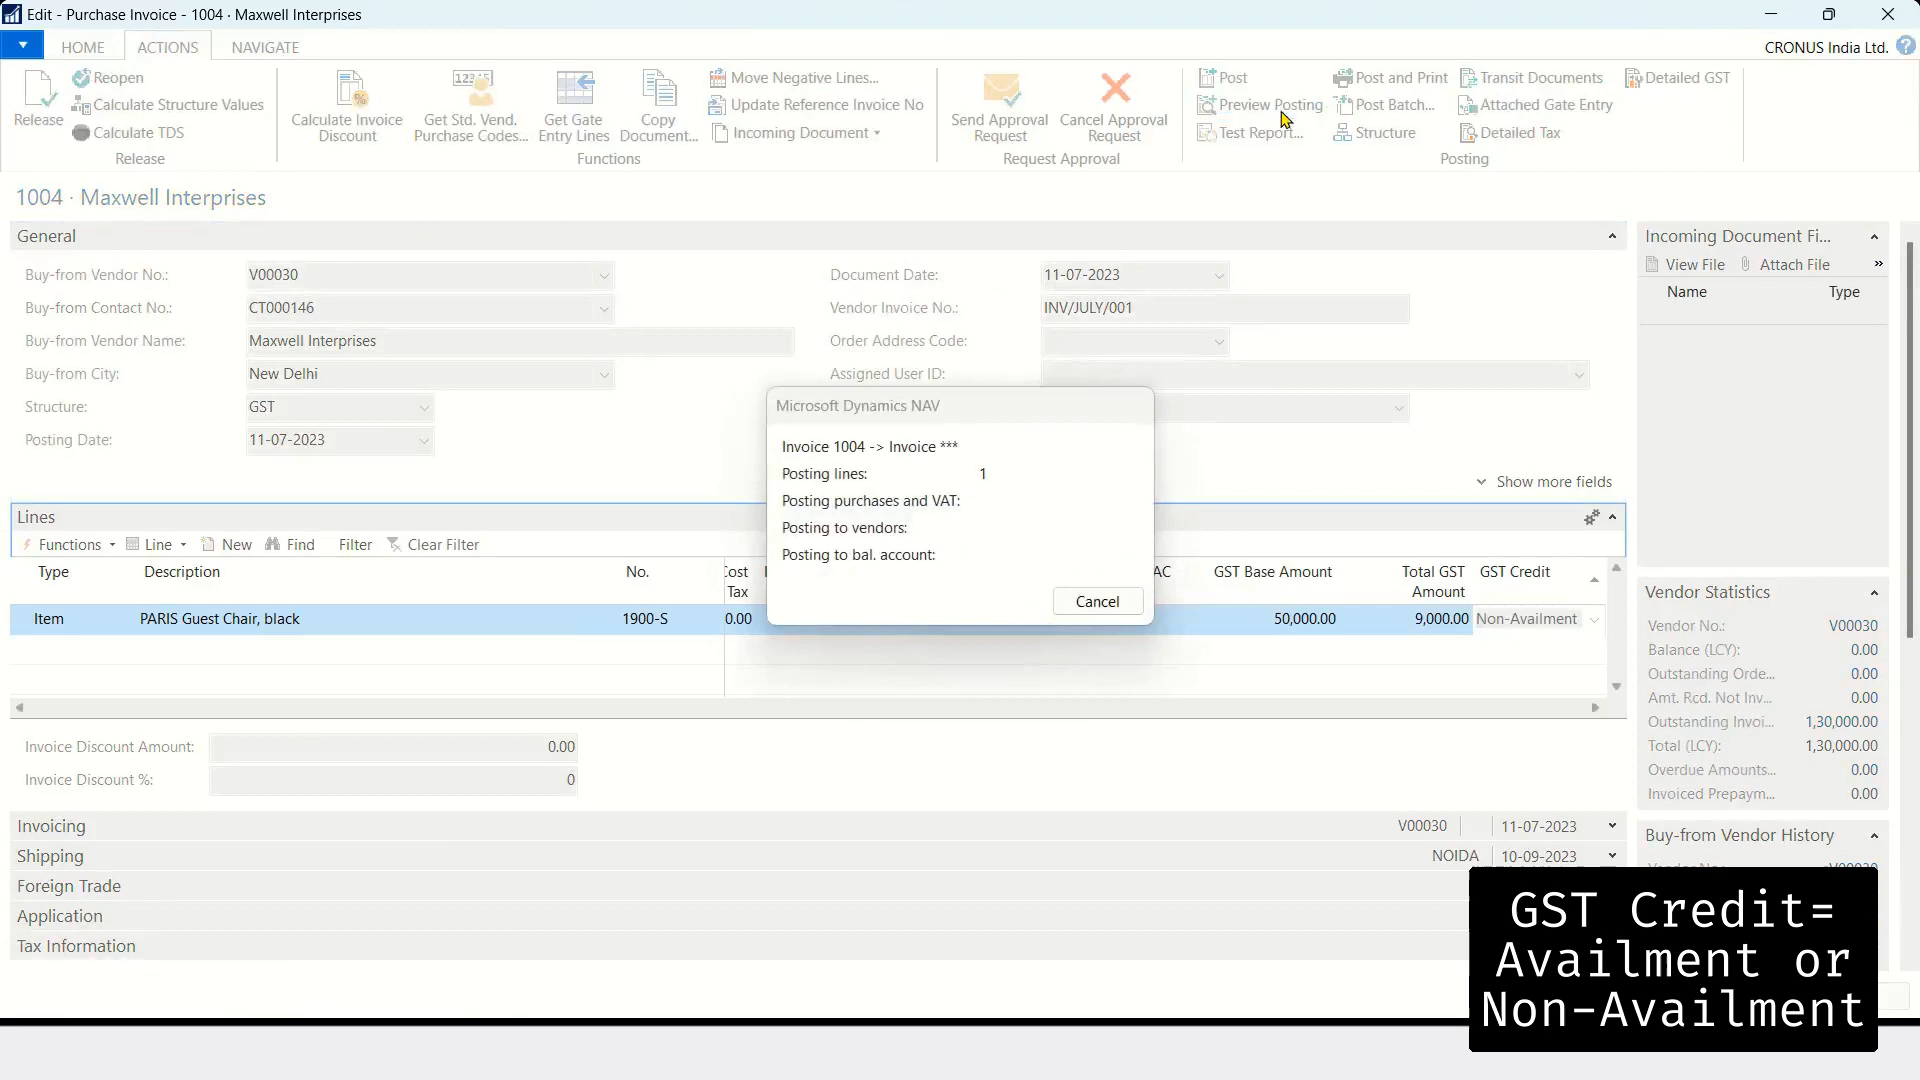 Edit - Purchase Invoice - 1004 · Maxwell Interprises
HOME ACTIONS NAVIGATE CRONUS India Ltd.
Release
Reopen
Calculate Structure Values
Calculate TDS
Release
Calculate Invoice Discount
Get Std. Vend. Purchase Codes...
Get Gate Entry Lines
Copy Document...
Move Negative Lines...
Update Reference Invoice No
Incoming Document
Functions
Send Approval Request
Cancel Approval Request
Request Approval
Post
Preview Posting
Test Report...
Post and Print
Post Batch...
Structure
Transit Documents
Attached Gate Entry
Detailed Tax
Detailed GST
Posting
1004 · Maxwell Interprises
General
Buy-from Vendor No.: V00030
Buy-from Contact No.: CT000146
Buy-from Vendor Name: Maxwell Interprises
Buy-from City: New Delhi
Structure: GST
Posting Date: 11-07-2023
Document Date: 11-07-2023
Vendor Invoice No.: INV/JULY/001
Order Address Code:
Assigned User ID:
Show more fields
Microsoft Dynamics NAV
Invoice 1004 -> Invoice ***
Posting lines: 1
Posting purchases and VAT:
Posting to vendors:
Posting to bal. account:
Cancel
Lines
Functions Line New Find Filter Clear Filter
Type Description No. Cost Tax AC GST Base Amount Total GST Amount GST Credit
Item PARIS Guest Chair, black 1900-S 0.00 50,000.00 9,000.00 Non-Availment
Invoice Discount Amount: 0.00
Invoice Discount %: 0
Invoicing V00030 11-07-2023
Shipping NOIDA 10-09-2023
Foreign Trade
Application
Tax Information
Incoming Document Fi...
View File Attach File »
Name Type
Vendor Statistics
Vendor No.: V00030
Balance (LCY): 0.00
Outstanding Orde... 0.00
Amt. Rcd. Not Inv... 0.00
Outstanding Invoi... 1,30,000.00
Total (LCY): 1,30,000.00
Overdue Amounts... 0.00
Invoiced Prepaym... 0.00
Buy-from Vendor History
GST Credit=
Availment or
Non-Availment